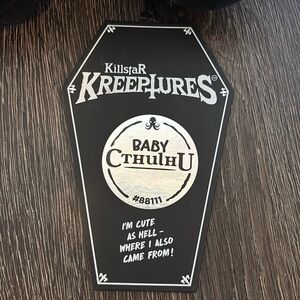 KillstaR
KREEPTURES
BABY
CTHULHU
#88111
I'M CUTE
AS HELL -
WHERE I ALSO
CAME FROM!